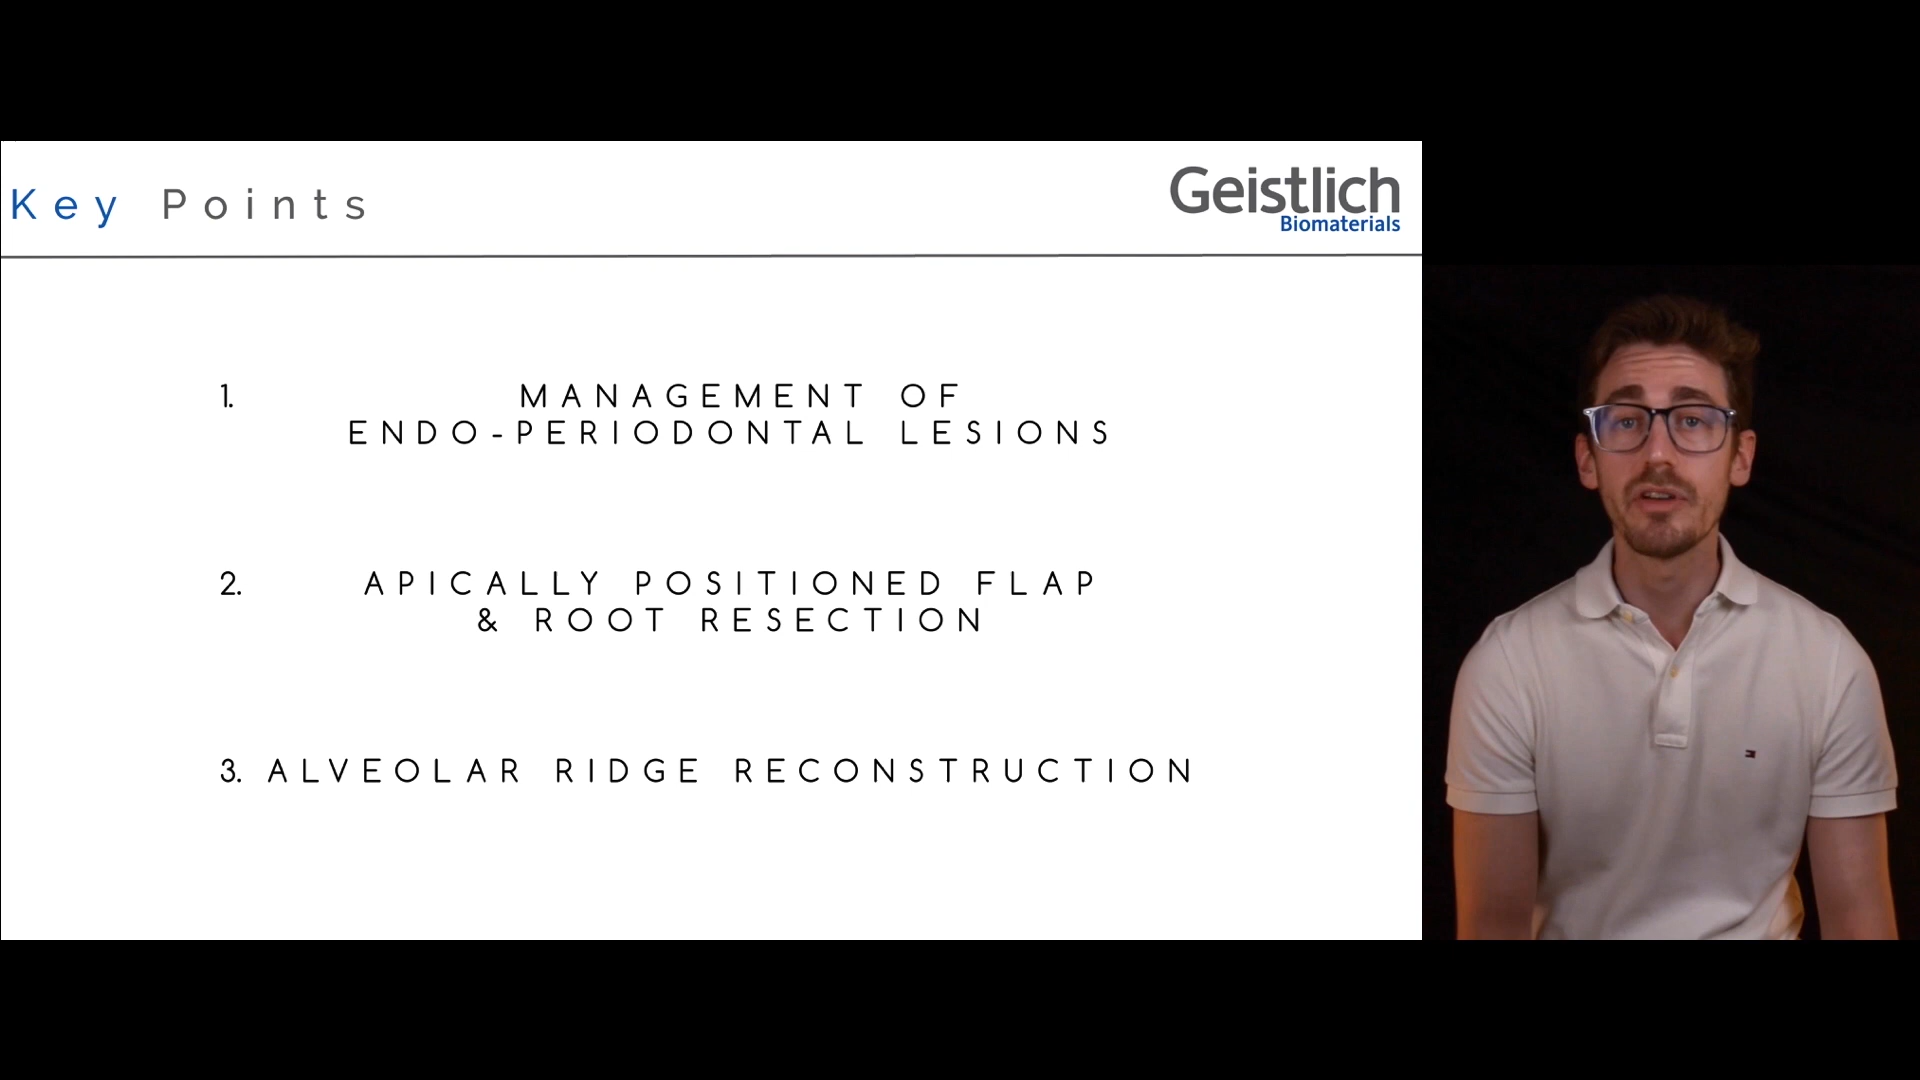 Key Points
Geistlich
Biomaterials
1. MANAGEMENT OF
ENDO-PERIODONTAL LESIONS
2. APICALLY POSITIONED FLAP
& ROOT RESECTION
3. ALVEOLAR RIDGE RECONSTRUCTION